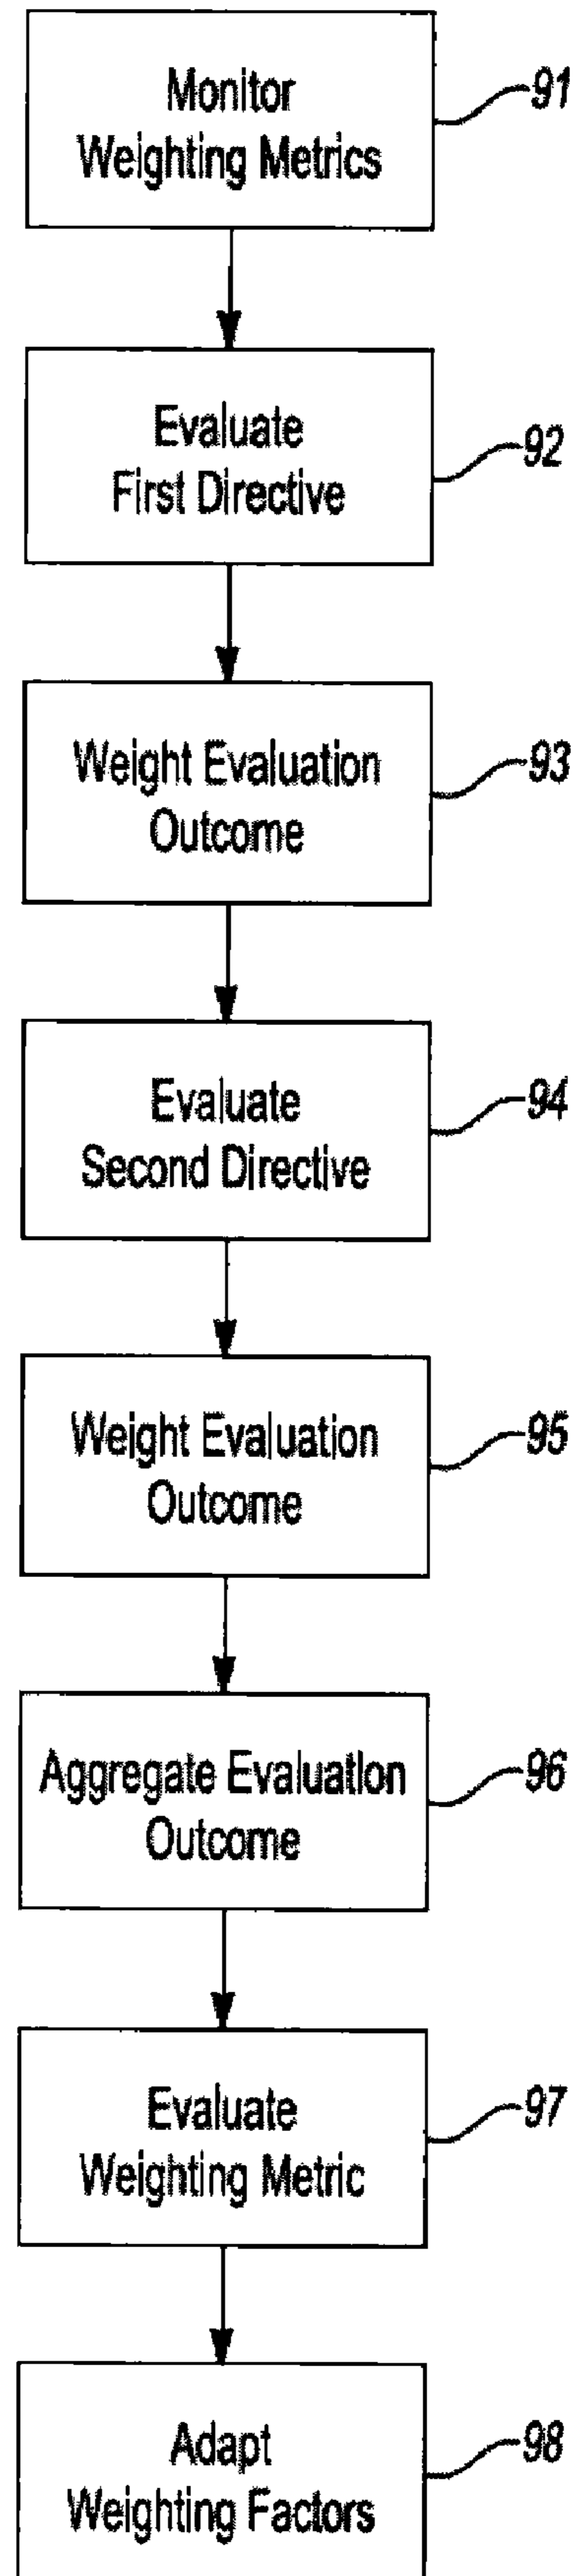 Monitor
Weighting Metrics
91
Evaluate
First Directive
92
Weight Evaluation
Outcome
93
Evaluate
Second Directive
94
Weight Evaluation
Outcome
95
Aggregate Evaluation
Outcome
96
Evaluate
Weighting Metric
97
Adapt
Weighting Factors
98